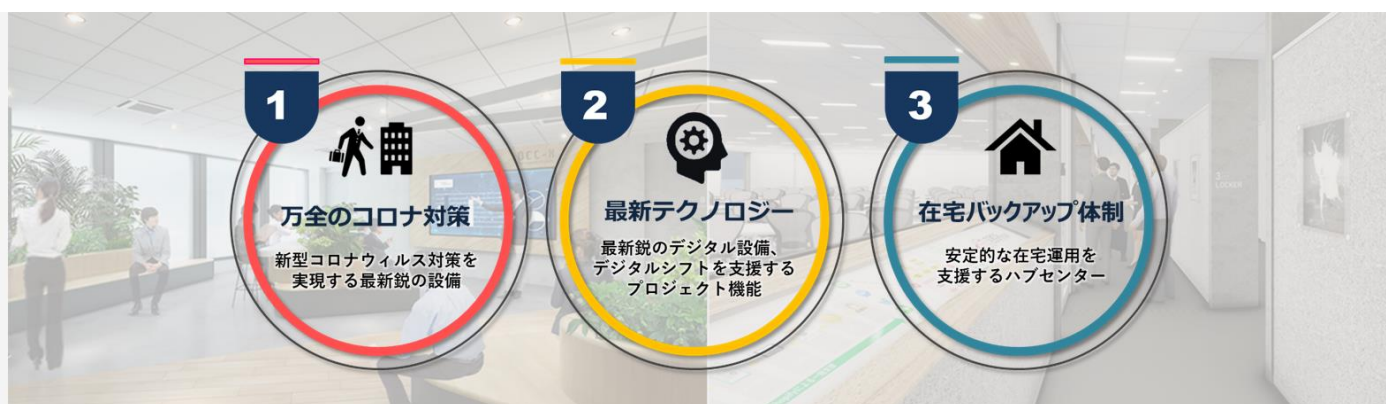 1
万全のコロナ対策
新型コロナウィルス対策を
実現する最新鋭の設備
2
最新テクノロジー
最新鋭のデジタル設備、
デジタルシフトを支援する
プロジェクト機能
3
在宅バックアップ体制
安定的な在宅運用を
支援するハブセンター
LOCKER